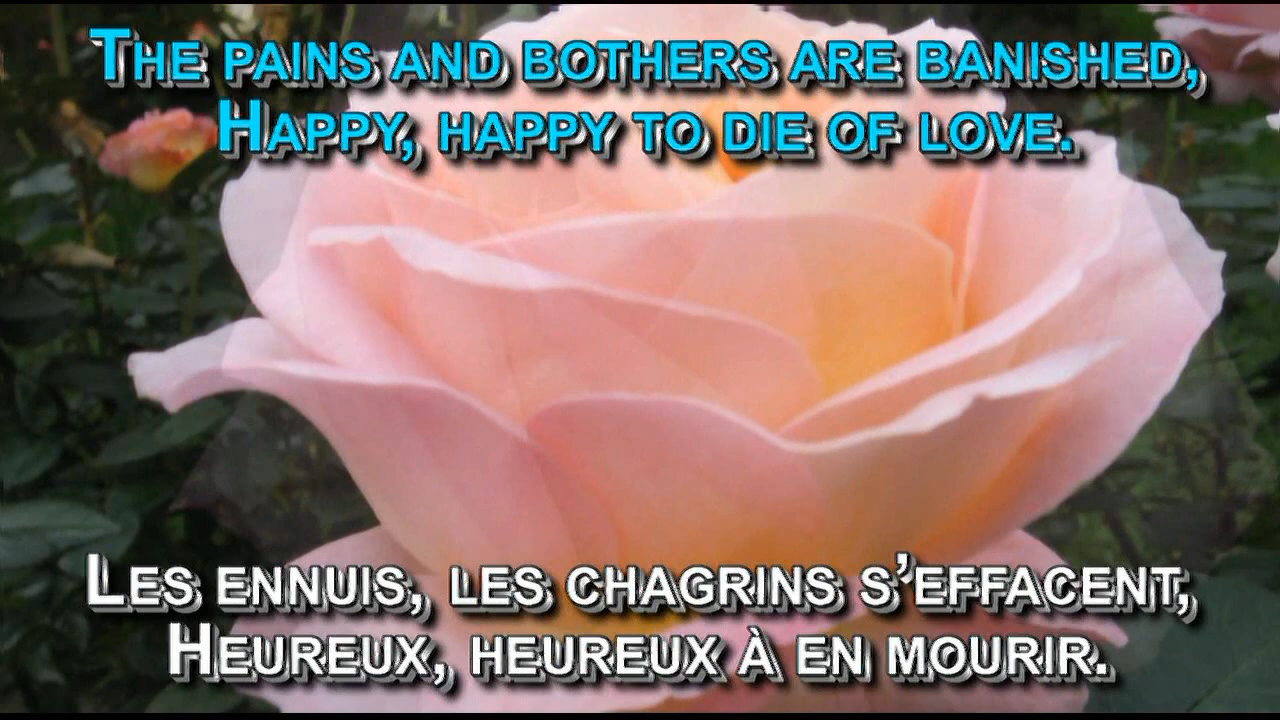 The pains and bothers are banished,
Happy, happy to die of love.
Les ennuis, les chagrins s’effacent,
Heureux, heureux à en mourir.